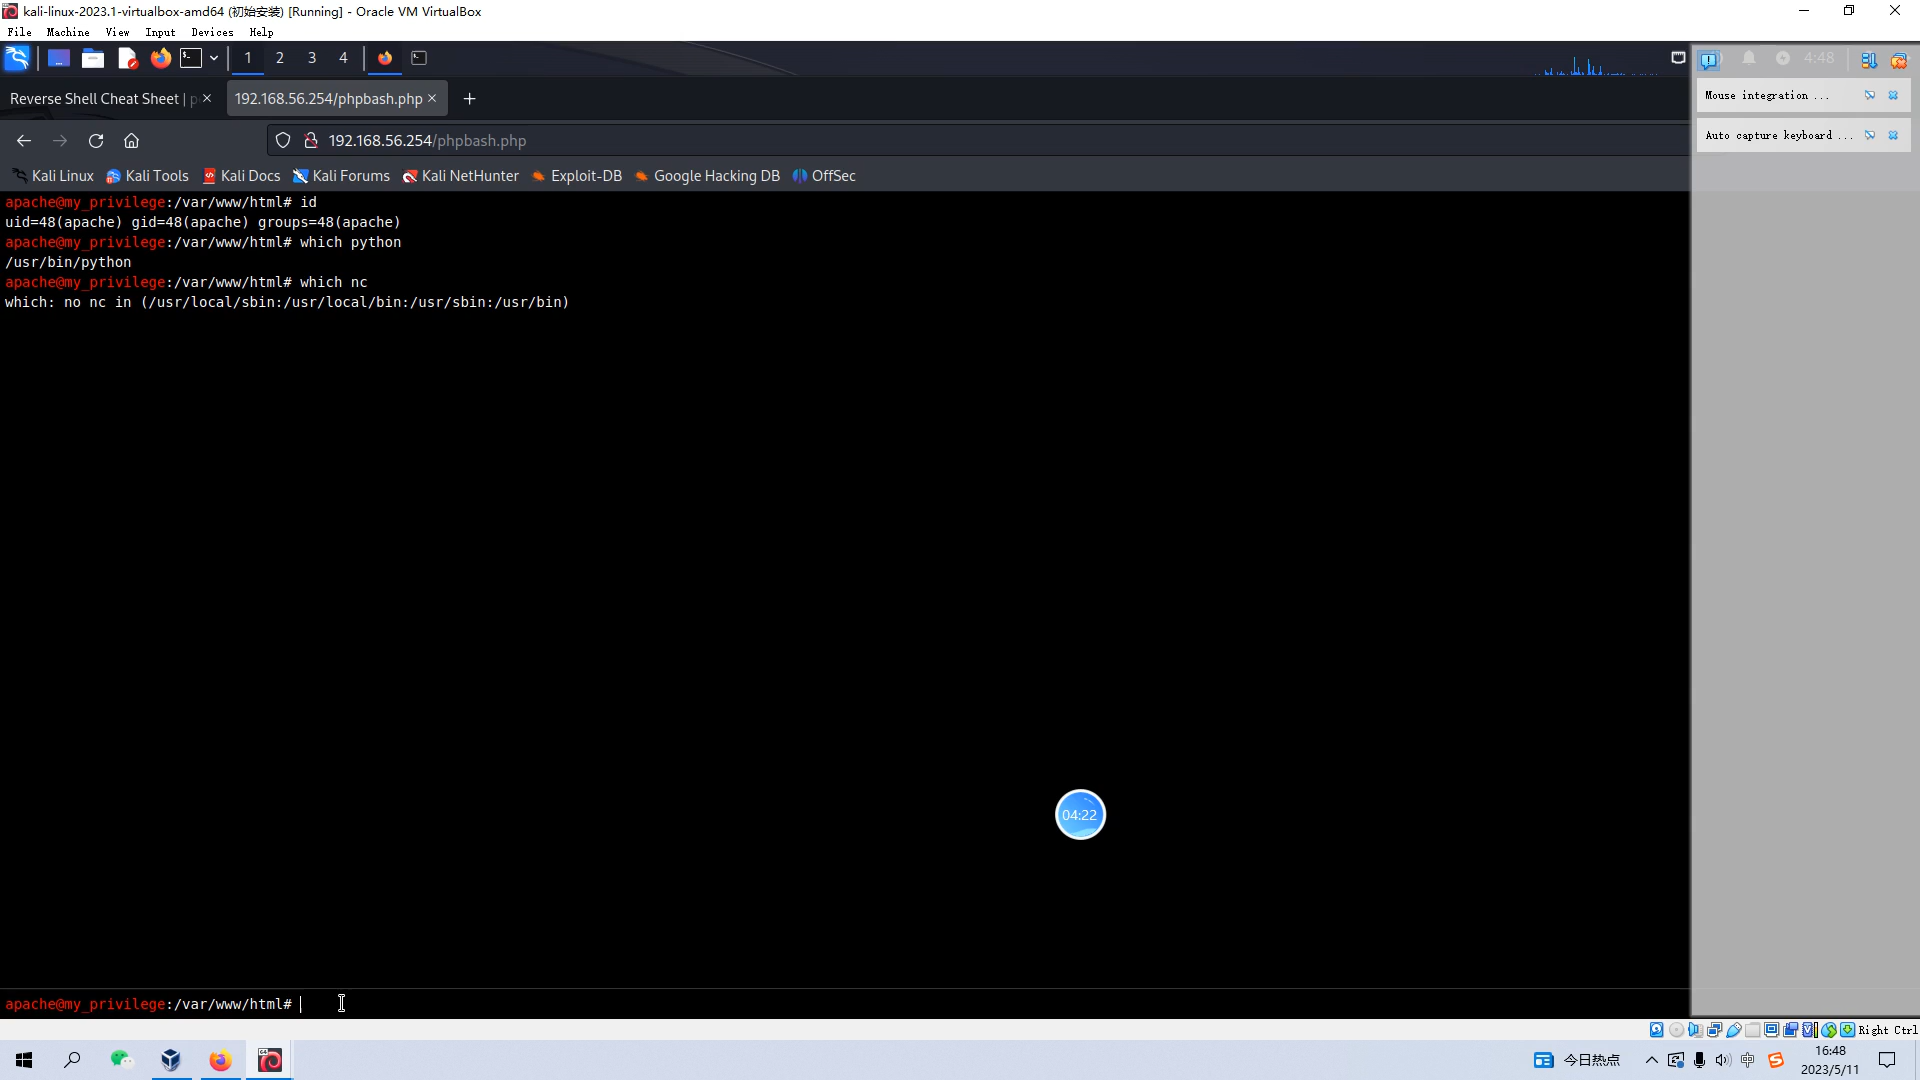 kali-linux-2023.1-virtualbox-amd64 (初始安装) [Running] - Oracle VM VirtualBox
File Machine View Input Devices Help
1 2 3 4
4:48
Reverse Shell Cheat Sheet | p
192.168.56.254/phpbash.php
Mouse integration ...
Auto capture keyboard ...
192.168.56.254/phpbash.php
Kali Linux Kali Tools Kali Docs Kali Forums Kali NetHunter Exploit-DB Google Hacking DB OffSec
apache@my_privilege:/var/www/html# id
uid=48(apache) gid=48(apache) groups=48(apache)
apache@my_privilege:/var/www/html# which python
/usr/bin/python
apache@my_privilege:/var/www/html# which nc
which: no nc in (/usr/local/sbin:/usr/local/bin:/usr/sbin:/usr/bin)
04:22
apache@my_privilege:/var/www/html#
Right Ctrl
今日热点
中
16:48
2023/5/11